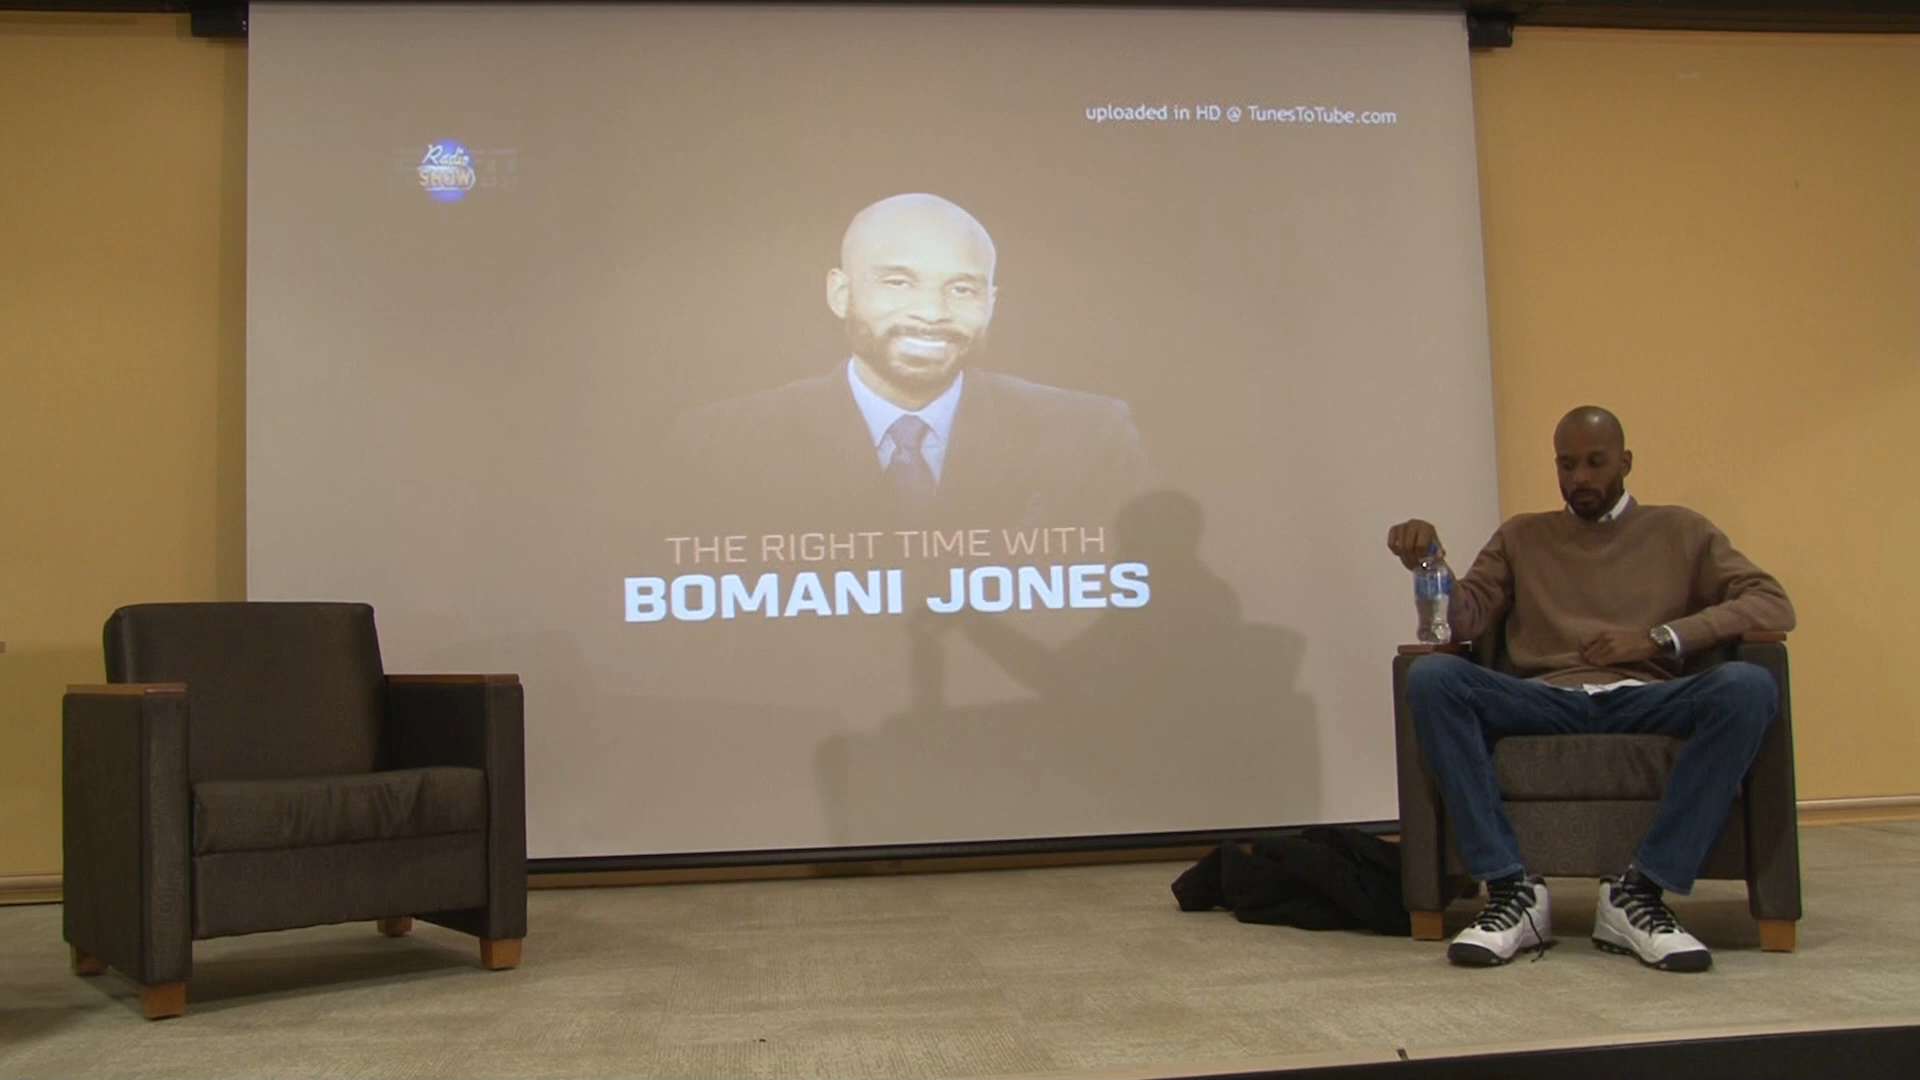 uploaded in HD @ TunesToTube.com
Radio
SHOW
THE RIGHT TIME WITH
BOMANI JONES